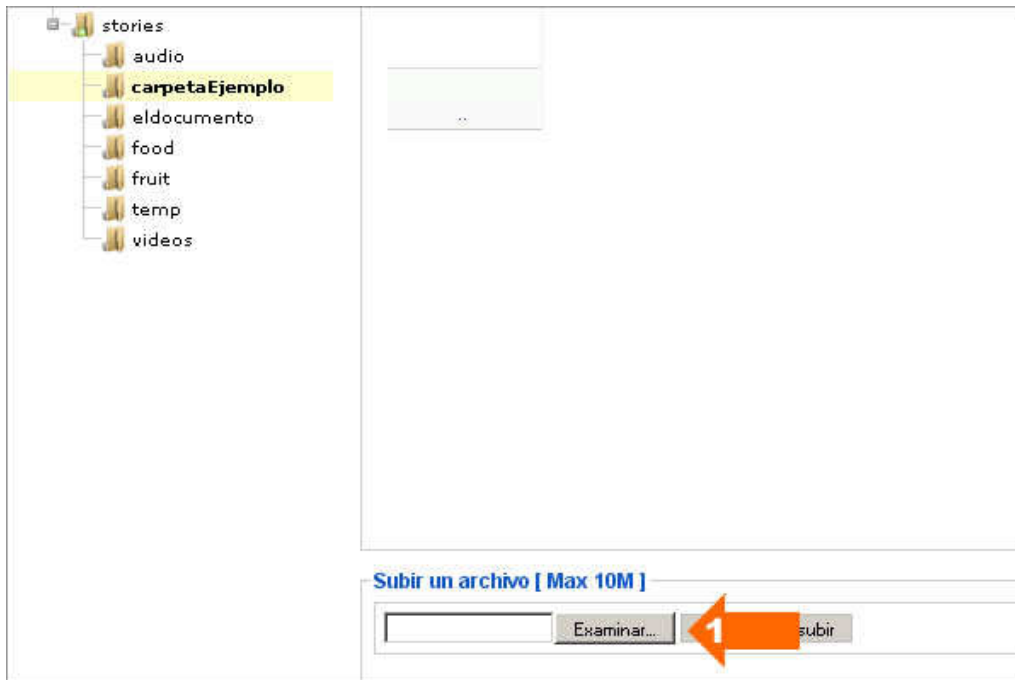 stories
audio
carpetaEjemplo
eldocumento
food
fruit
temp
videos
..
Subir un archivo [ Max 10M ]
Examinar...
1
subir